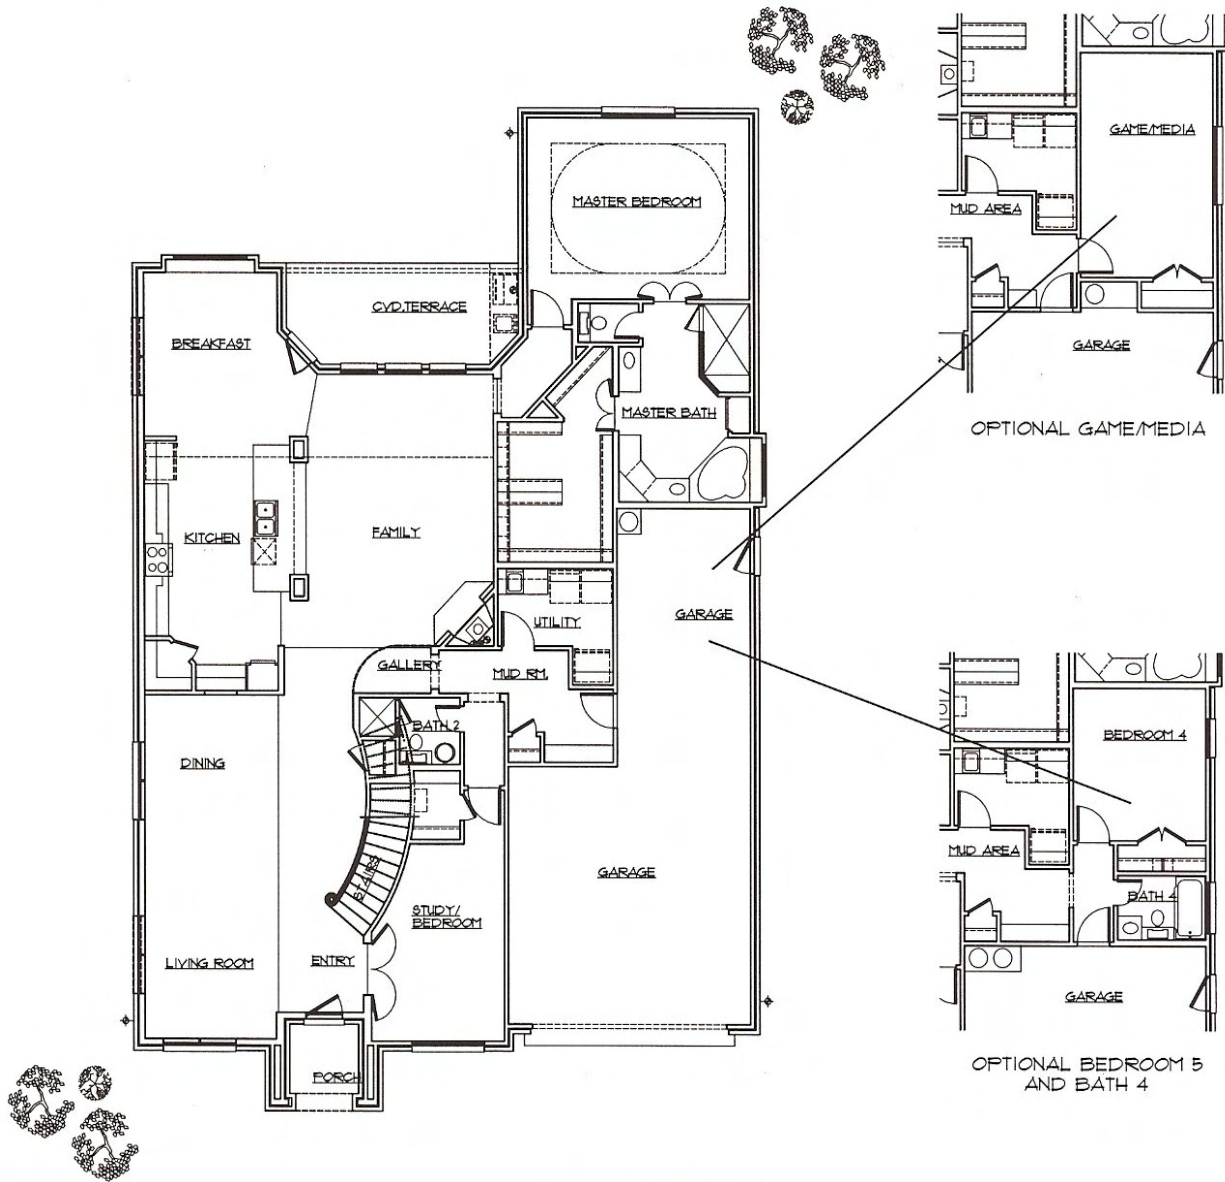 MASTER BEDROOM
CVD.TERRACE
BREAKFAST
MASTER BATH
KITCHEN
FAMILY
GARAGE
UTILITY
GALLERY
MUD RM.
BATH 2
DINING
STAIRS
GARAGE
STUDY/
BEDROOM
LIVING ROOM
ENTRY
PORCH
GAME/MEDIA
MUD AREA
GARAGE
OPTIONAL GAME/MEDIA
BEDROOM 4
MUD AREA
BATH 4
GARAGE
OPTIONAL BEDROOM 5
AND BATH 4